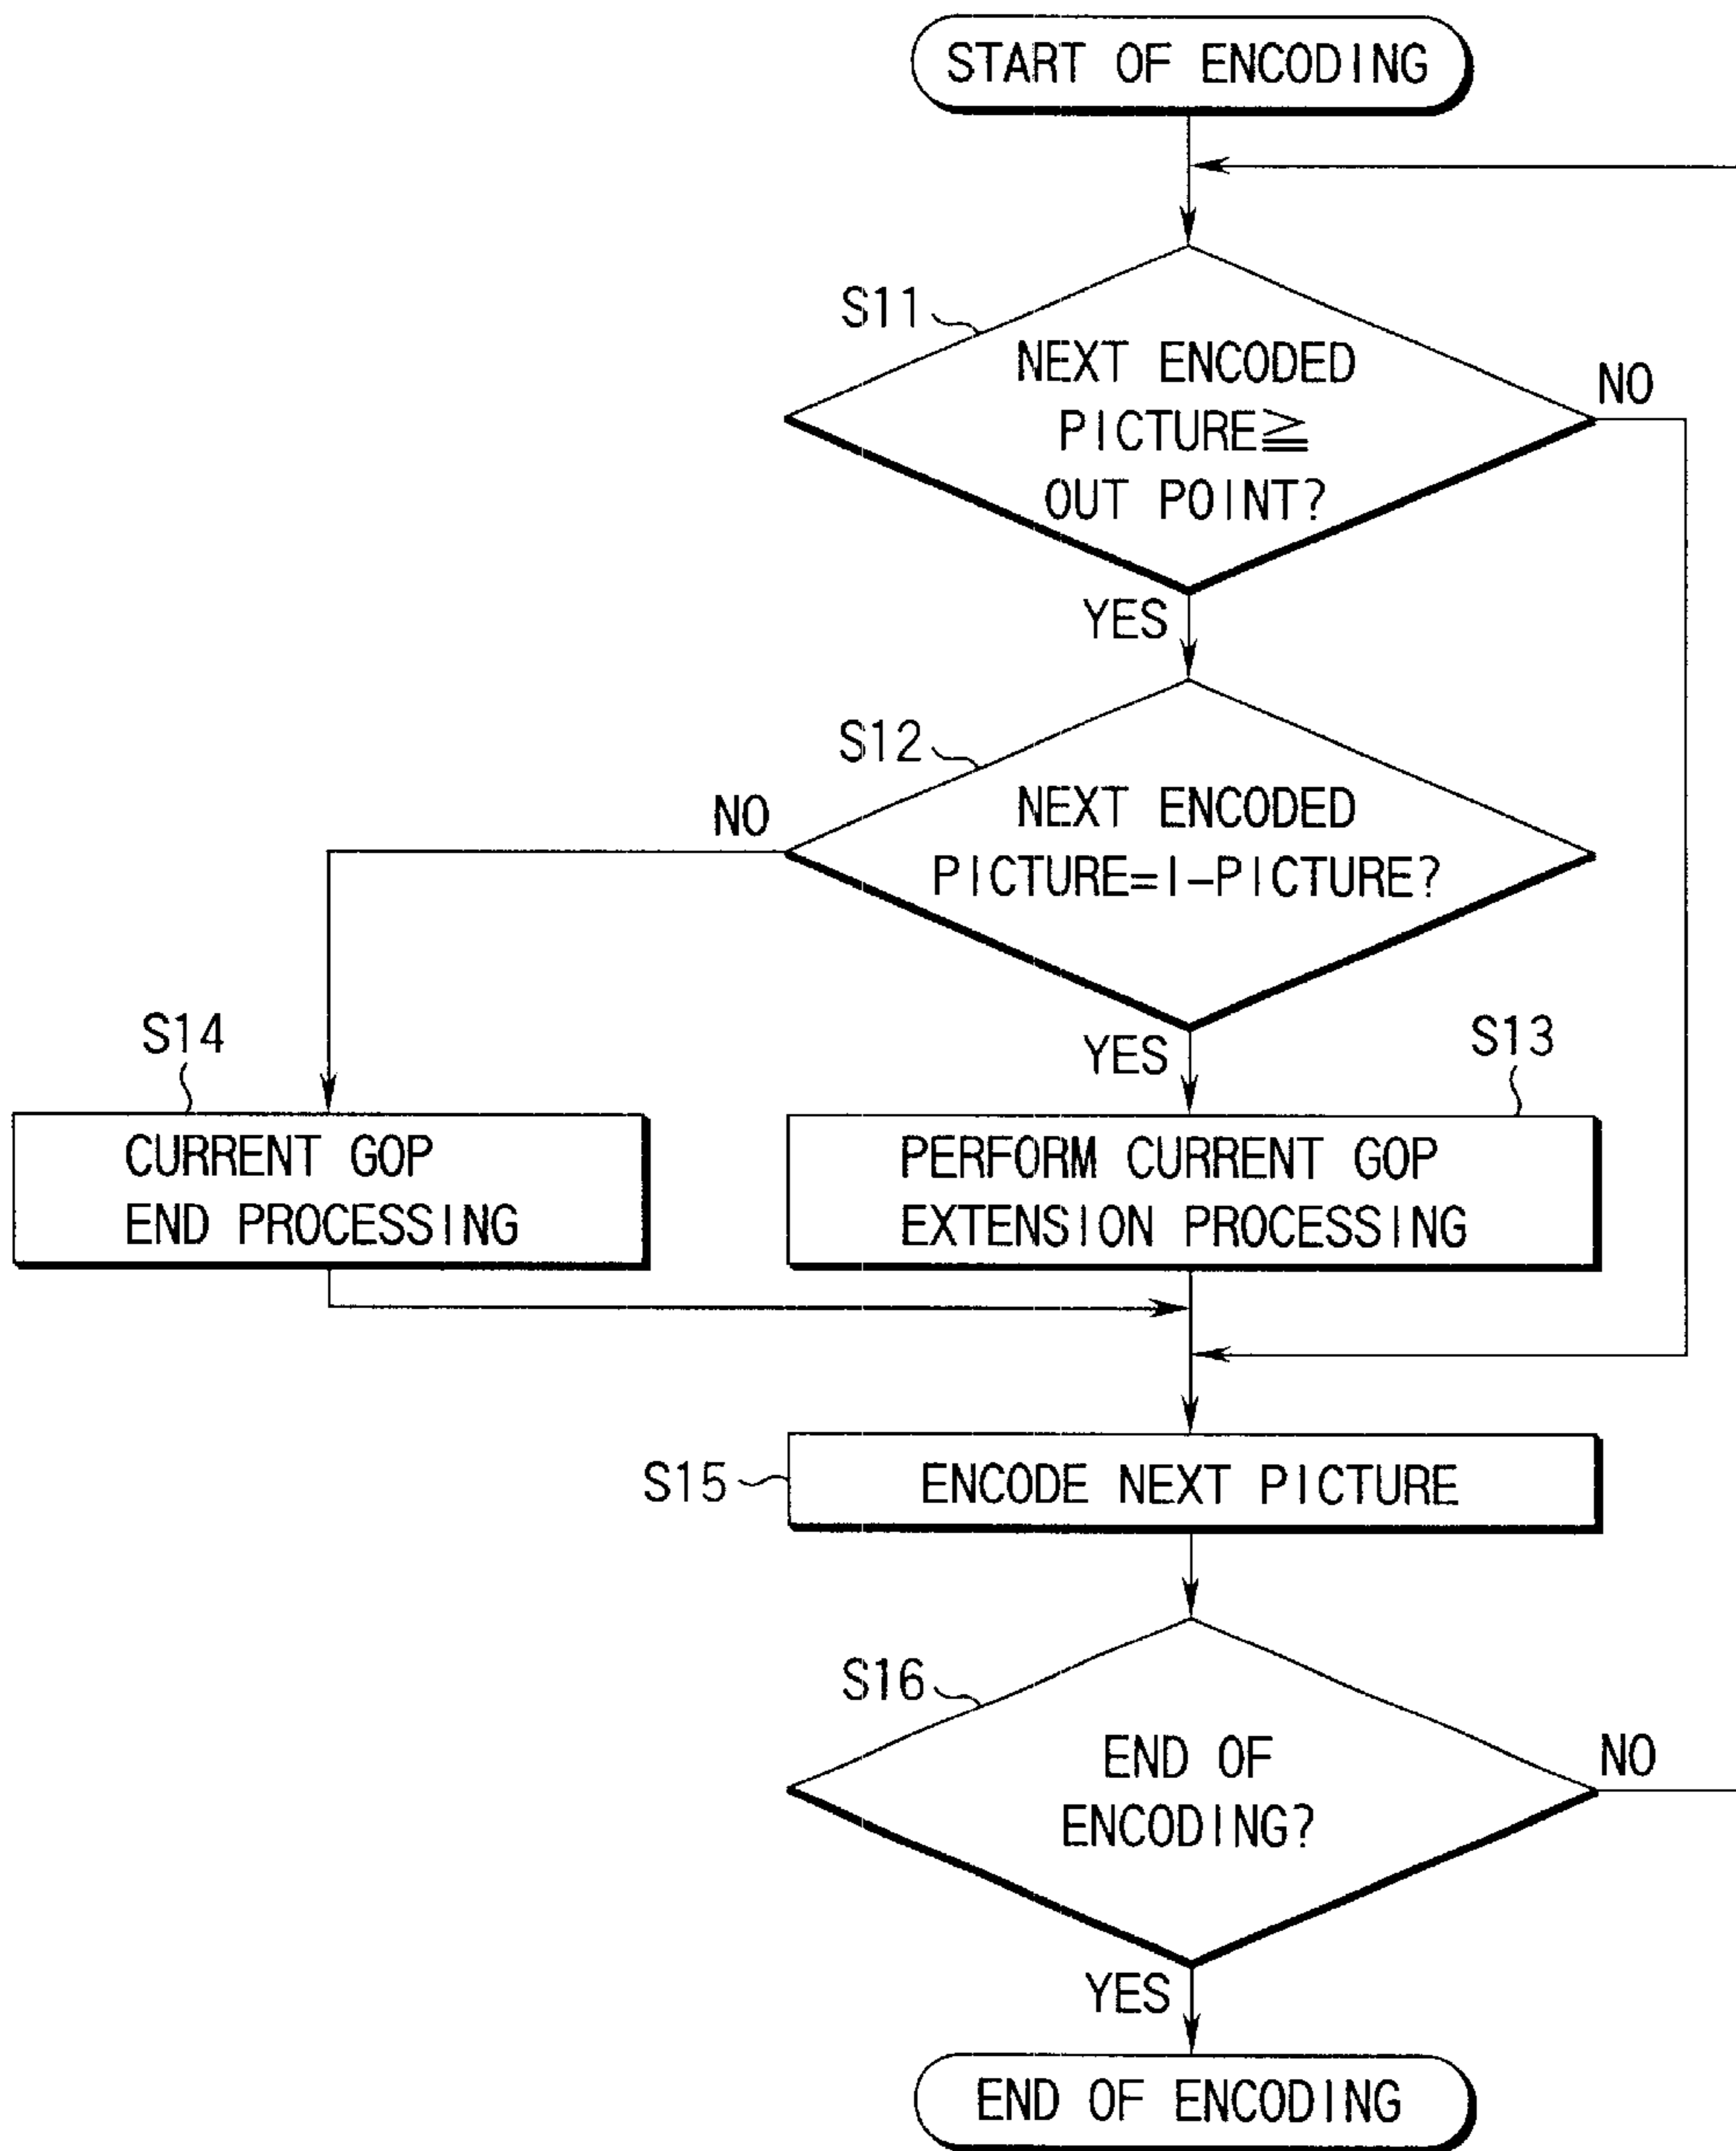 START OF ENCODING
S11
NEXT ENCODED
PICTURE≧
OUT POINT?
NO
YES
S12
NEXT ENCODED
PICTURE=I-PICTURE?
NO
YES
S14
CURRENT GOP
END PROCESSING
S13
PERFORM CURRENT GOP
EXTENSION PROCESSING
S15
ENCODE NEXT PICTURE
S16
END OF
ENCODING?
NO
YES
END OF ENCODING